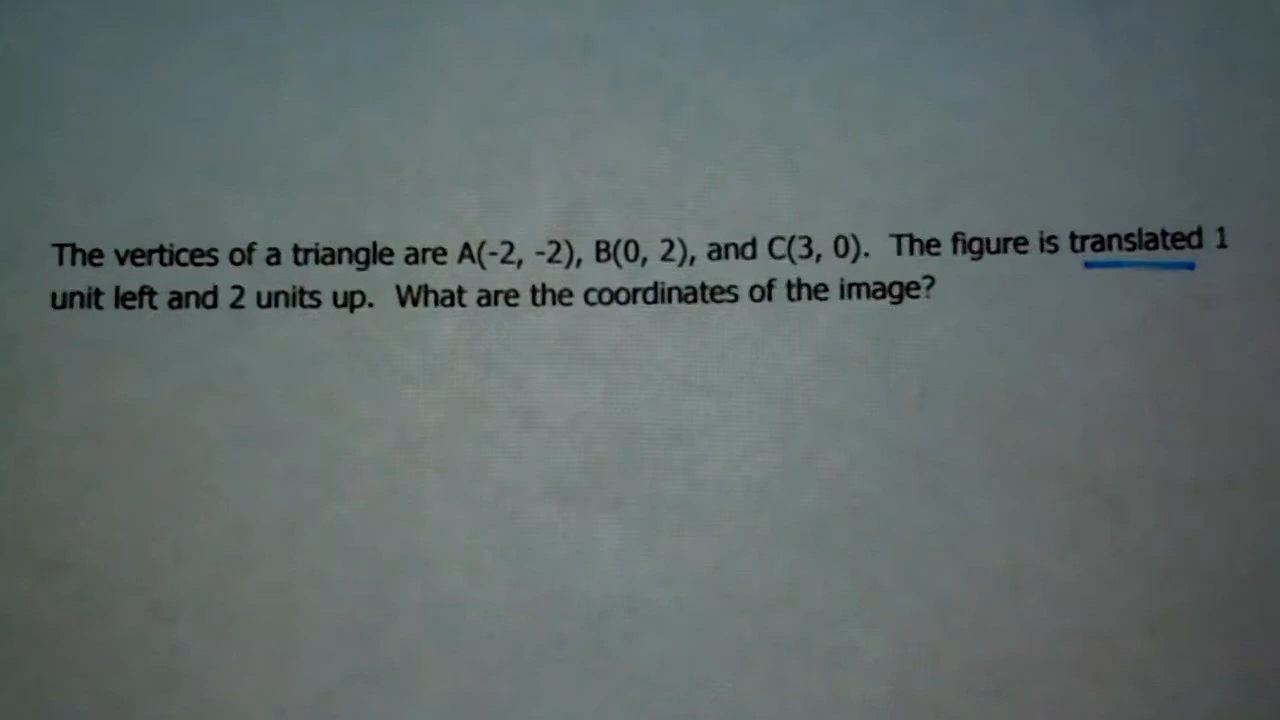 The vertices of a triangle are A(-2, -2), B(0, 2), and C(3, 0). The figure is translated 1
unit left and 2 units up. What are the coordinates of the image?